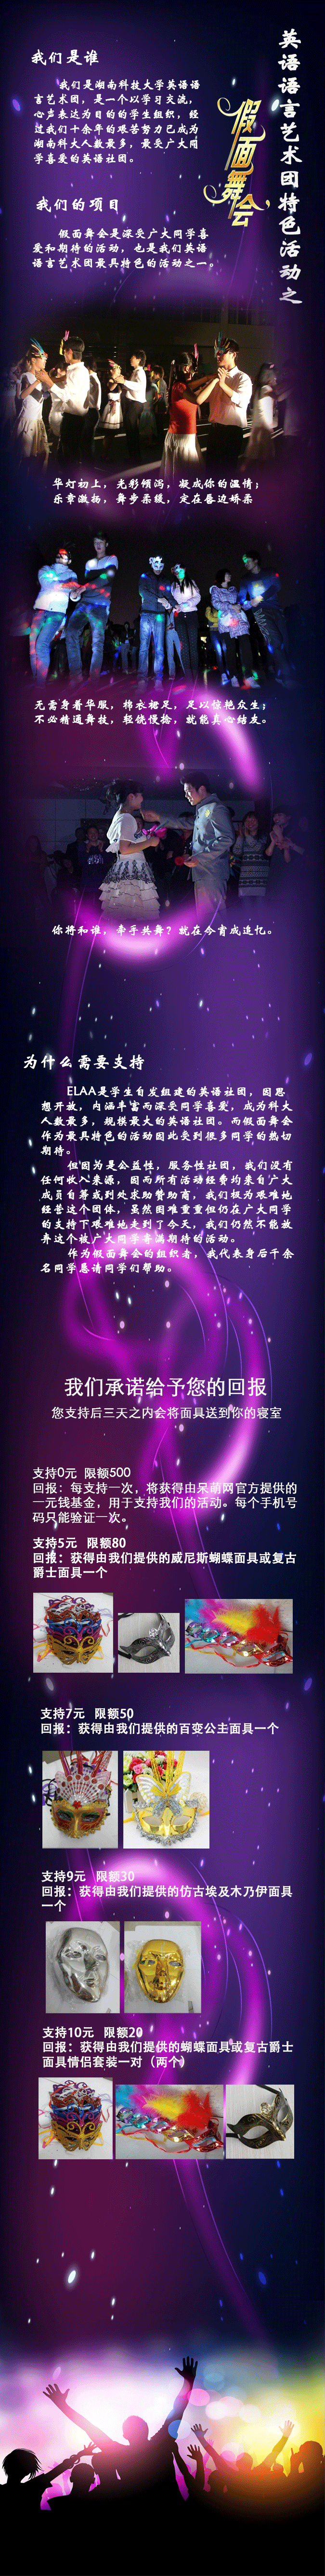 英语语言艺术团特色活动之
假面舞会
我们是谁
我们是湖南科技大学英语语
言艺术团，是一个以学习交流，
心声表达为目的的学生组织，经
过我们十余年的艰苦努力已成为
湖南科大人数最多，最受广大同
学喜爱的英语社团。
我们的项目
假面舞会是深受广大同学喜
爱和期待的活动，也是我们英语
语言艺术团最具特色的活动之一。
华灯初上，光彩倾泻，凝成你的温情；
乐章激扬，舞步柔缓，定在唇边娇柔
无需身着华服，棉衣裙足，足以惊艳众生；
不必精通舞技，轻饶慢捻，就能真心结友。
你将和谁，牵手共舞？就在今宵成追忆。
为什么需要支持
ELAA是学生自发组建的英语社团，因思
想开放，内涵丰富而深受同学喜爱，成为科大
人数最多，规模最大的英语社团。而假面舞会
作为最具特色的活动因此受到很多同学的热切
期待。
但因为是公益性，服务性社团，我们没有
任何收入来源，因而所有活动经费均来自广大
成员自筹或到处求助赞助商，我们极为艰难地
经营这个团体，虽然困难重重但仍在广大同学
的支持下艰难地走到了今天，我们仍然不能放
弃这个被广大同学寄满期待的活动。
作为假面舞会的组织者，我代表身后千余
名同学恳请同学们帮助。
我们承诺给予您的回报
您支持后三天之内会将面具送到你的寝室
支持0元 限额500
回报：每支持一次，将获得由呆萌网官方提供的
一元钱基金，用于支持我们的活动。每个手机号
码只能验证一次。
支持5元 限额80
回报：获得由我们提供的威尼斯蝴蝶面具或复古
爵士面具一个
支持7元 限额50
回报：获得由我们提供的百变公主面具一个
支持9元 限额30
回报：获得由我们提供的仿古埃及木乃伊面具
一个
支持10元 限额20
回报：获得由我们提供的蝴蝶面具或复古爵士
面具情侣套装一对（两个）